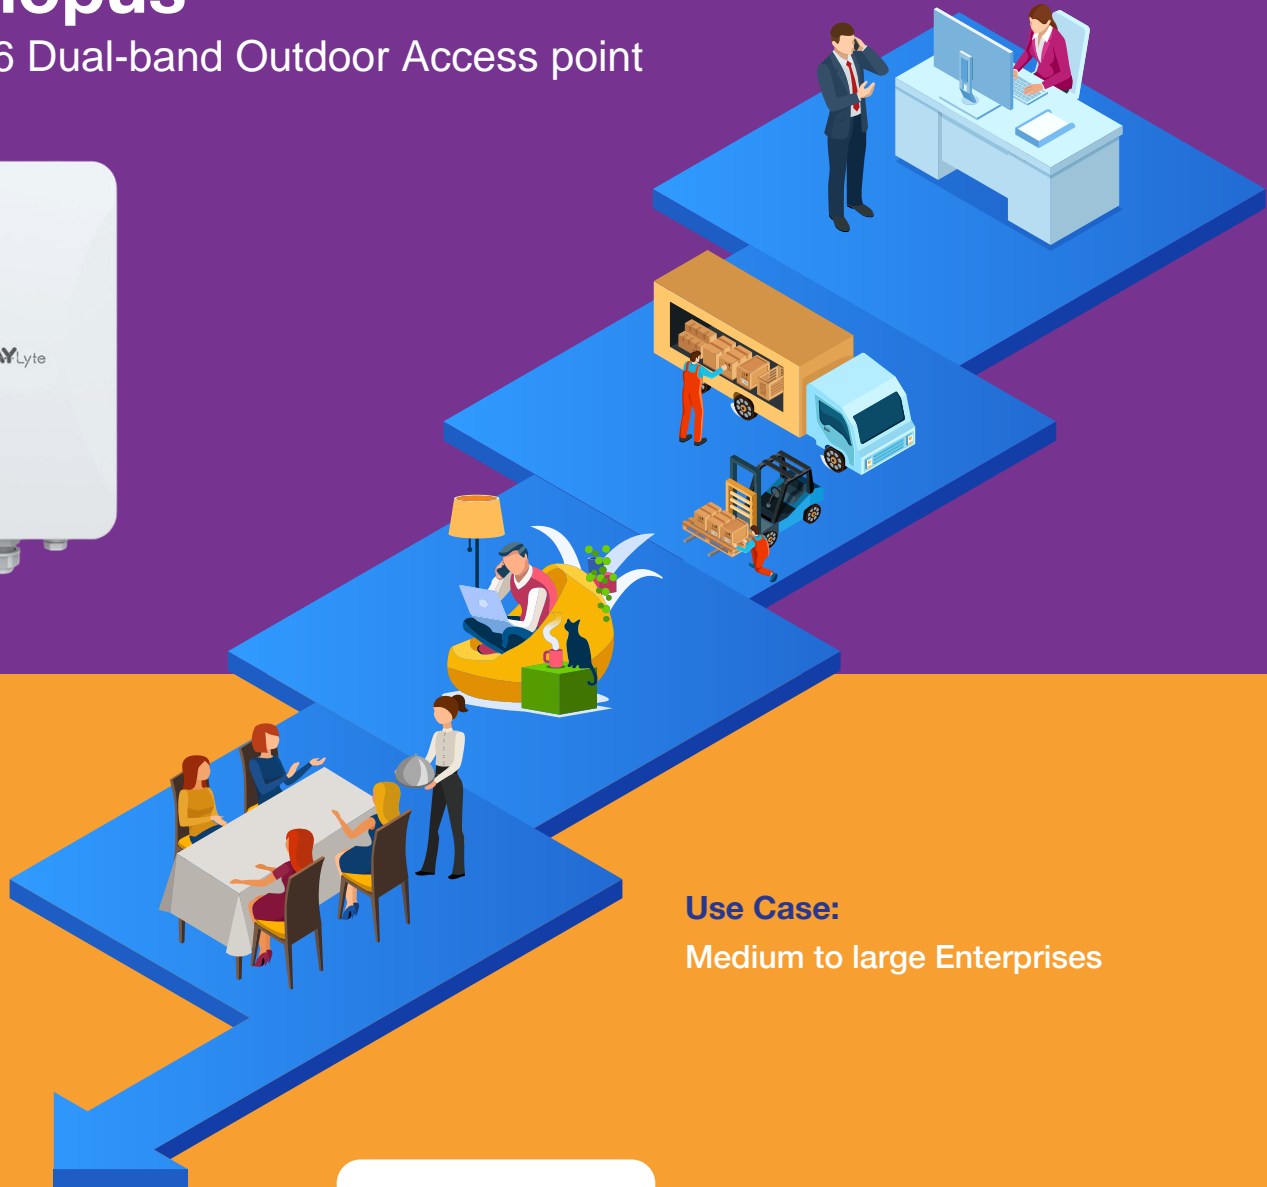 6 Dual-band Outdoor Access point
Lyte
Use Case:
Medium to large Enterprises